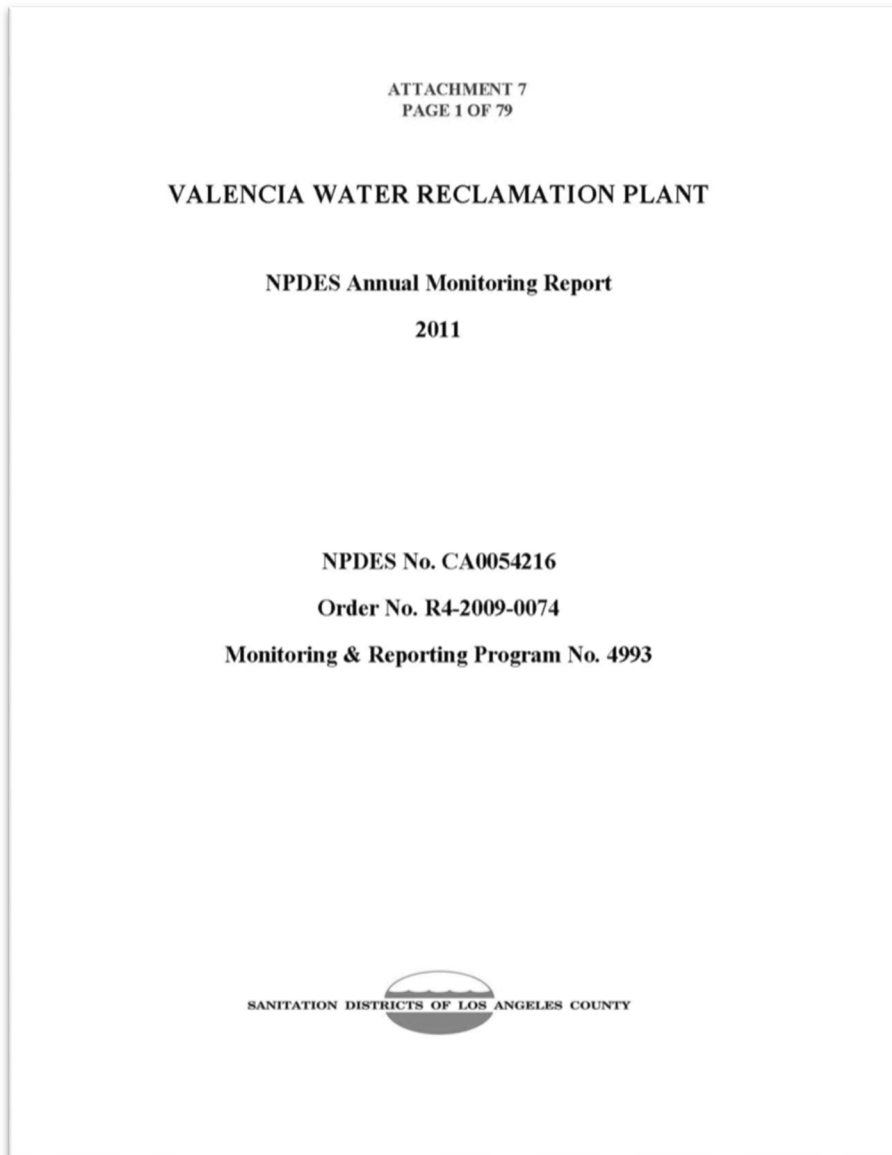 ATTACHMENT 7
PAGE 1 OF 79
VALENCIA WATER RECLAMATION PLANT
NPDES Annual Monitoring Report
2011
NPDES No. CA0054216
Order No. R4-2009-0074
Monitoring & Reporting Program No. 4993
SANITATION DISTRICTS OF LOS ANGELES COUNTY